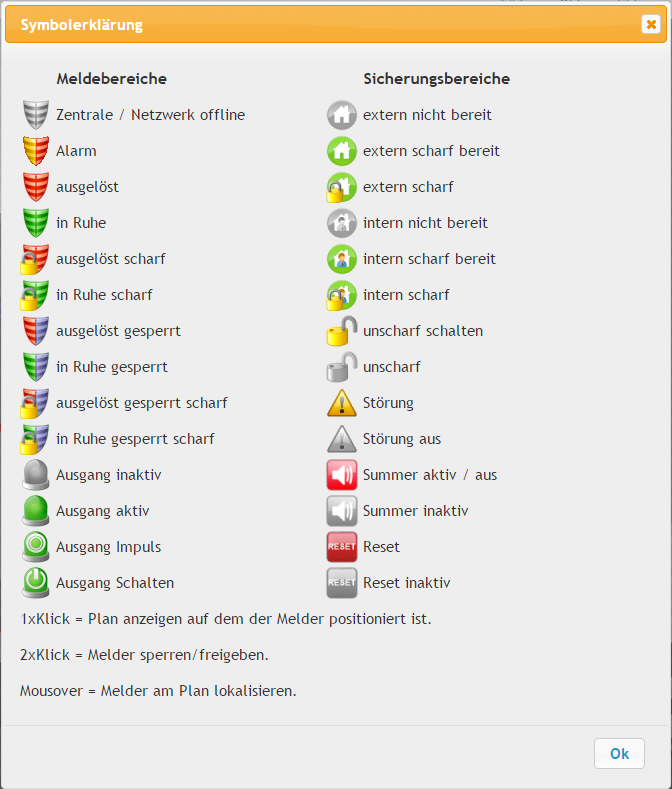 Symbolerklärung
Meldebereiche
Sicherungsbereiche
Zentrale / Netzwerk offline
extern nicht bereit
Alarm
extern scharf bereit
ausgelöst
extern scharf
in Ruhe
intern nicht bereit
ausgelöst scharf
intern scharf bereit
in Ruhe scharf
intern scharf
ausgelöst gesperrt
unscharf schalten
in Ruhe gesperrt
unscharf
ausgelöst gesperrt scharf
Störung
in Ruhe gesperrt scharf
Störung aus
Ausgang inaktiv
Summer aktiv / aus
Ausgang aktiv
Summer inaktiv
Ausgang Impuls
RESET
Reset
Ausgang Schalten
RESET
Reset inaktiv
1xKlick = Plan anzeigen auf dem der Melder positioniert ist.
2xKlick = Melder sperren/freigeben.
Mousover = Melder am Plan lokalisieren.
Ok